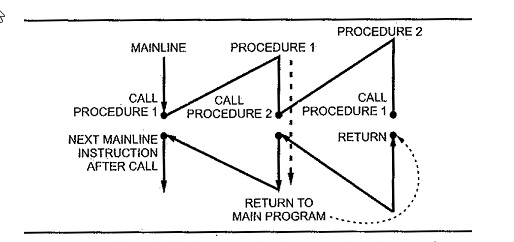 MAINLINE
PROCEDURE 1
PROCEDURE 2
CALL
PROCEDURE 1
CALL
PROCEDURE 2
CALL
PROCEDURE 1
NEXT MAINLINE
INSTRUCTION
AFTER CALL
RETURN
RETURN TO
MAIN PROGRAM